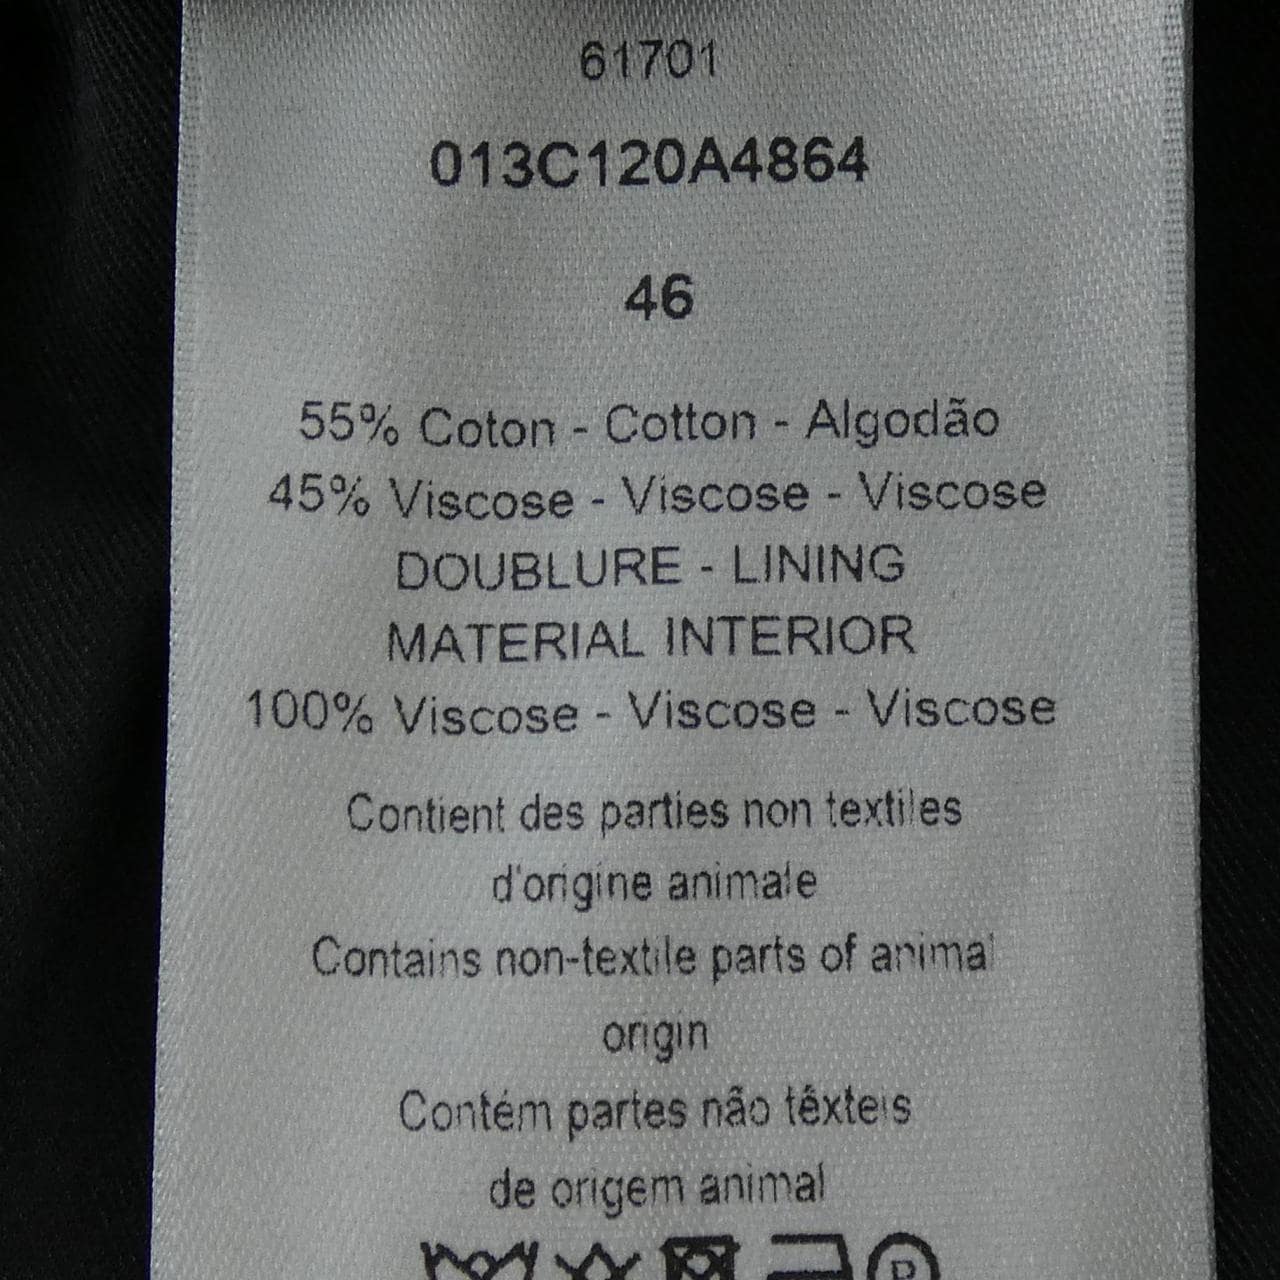 61701
013C120A4864
46
55% Coton - Cotton - Algodão
45% Viscose - Viscose - Viscose
DOUBLURE - LINING
MATERIAL INTERIOR
100% Viscose - Viscose - Viscose
Contient des parties non textiles
d'origine animale
Contains non-textile parts of animal
origin
Contém partes não têxteis
de origem animal
P